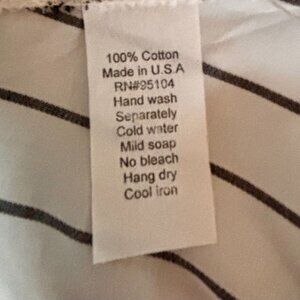 100% Cotton
Made in U.S.A
RN#95104
Hand wash
Separately
Cold water
Mild soap
No bleach
Hang dry
Cool iron